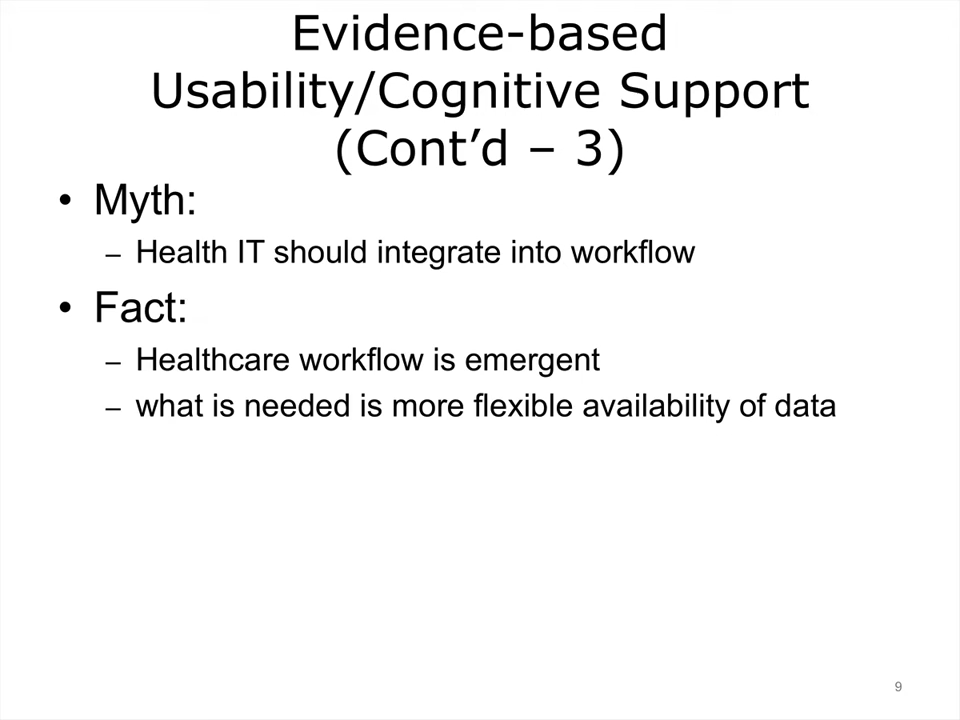 Evidence-based
Usability/Cognitive Support
(Cont’d – 3)
• Myth:
– Health IT should integrate into workflow
• Fact:
– Healthcare workflow is emergent
– what is needed is more flexible availability of data
9